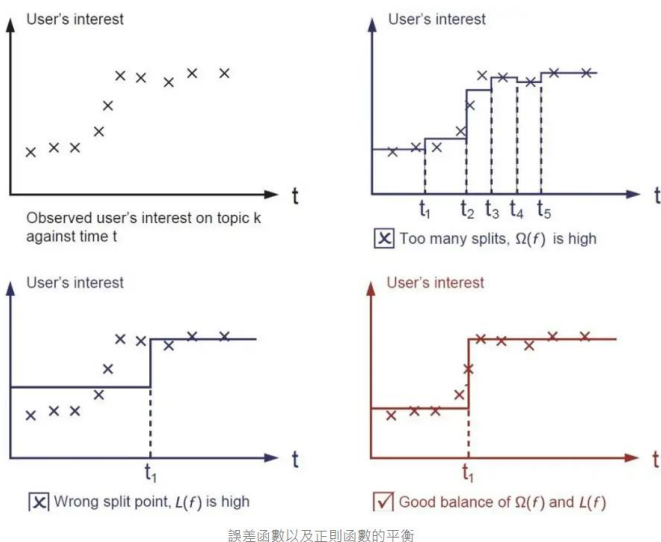 User's interest
t
Observed user's interest on topic k
against time t
User's interest
t
t₁ t₂ t₃ t₄ t₅
Too many splits, Ω(f) is high
User's interest
t
t₁
Wrong split point, L(f) is high
User's interest
t
t₁
Good balance of Ω(f) and L(f)
誤差函數以及正則函數的平衡